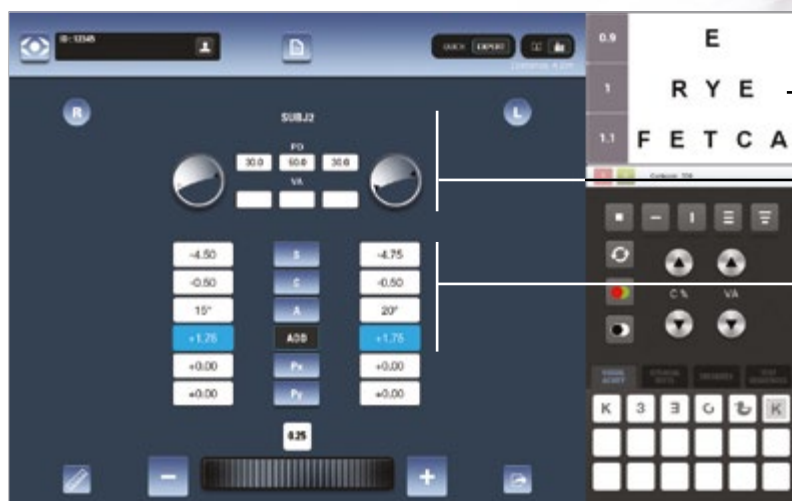 ID: 12345
QUICK EXPERT
R
L
SUBJ2
PD
30.0 60.0 30.0
VA
-4.50 S -4.75
-0.50 C -0.50
15° A 20°
+1.75 ADD +1.75
+0.00 Px +0.00
+0.00 Py +0.00
0.25
- +
0.9 E
1 R Y E
1.1 F E T C A
C % VA
VISUAL ACUITY
K 3 K